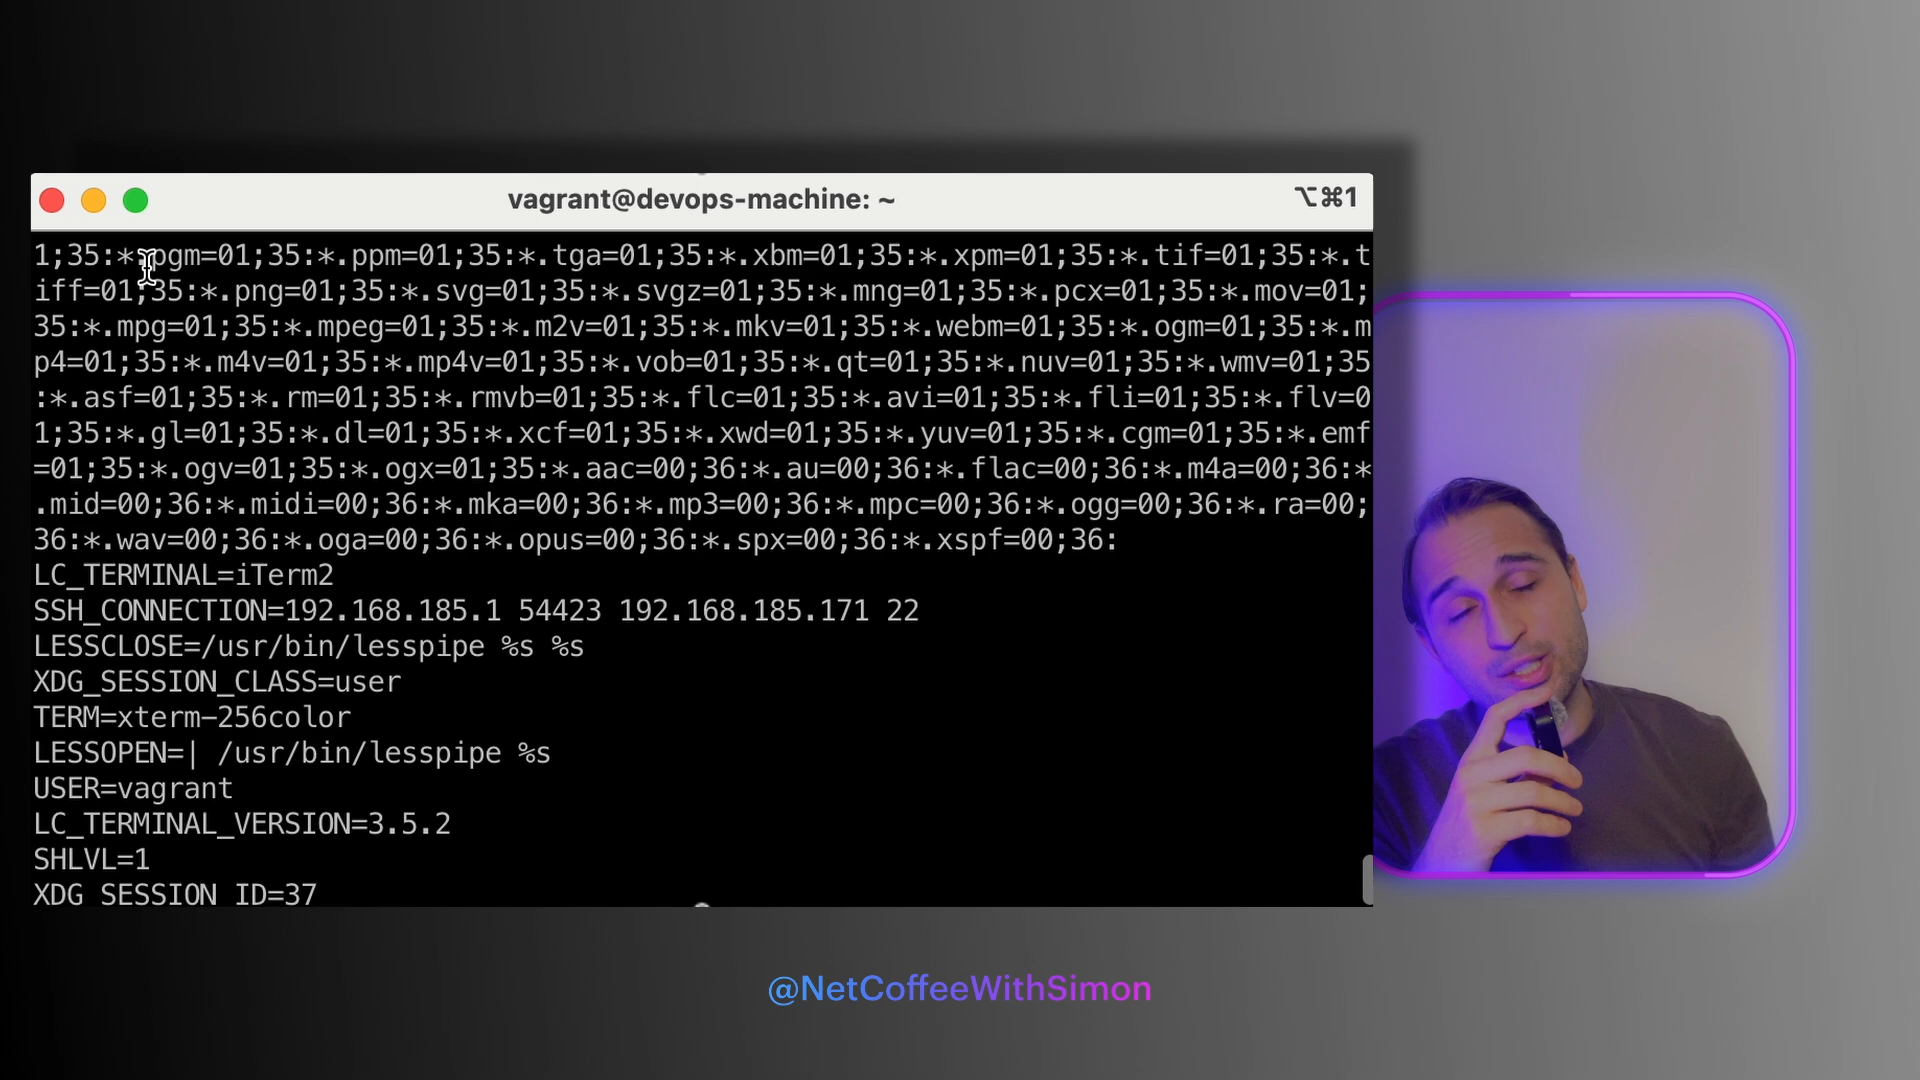 vagrant@devops-machine: ~
⌥⌘1
1;35:*.pgm=01;35:*.ppm=01;35:*.tga=01;35:*.xbm=01;35:*.xpm=01;35:*.tif=01;35:*.t
iff=01;35:*.png=01;35:*.svg=01;35:*.svgz=01;35:*.mng=01;35:*.pcx=01;35:*.mov=01;
35:*.mpg=01;35:*.mpeg=01;35:*.m2v=01;35:*.mkv=01;35:*.webm=01;35:*.ogm=01;35:*.m
p4=01;35:*.m4v=01;35:*.mp4v=01;35:*.vob=01;35:*.qt=01;35:*.nuv=01;35:*.wmv=01;35
:*.asf=01;35:*.rm=01;35:*.rmvb=01;35:*.flc=01;35:*.avi=01;35:*.fli=01;35:*.flv=0
1;35:*.gl=01;35:*.dl=01;35:*.xcf=01;35:*.xwd=01;35:*.yuv=01;35:*.cgm=01;35:*.emf
=01;35:*.ogv=01;35:*.ogx=01;35:*.aac=00;36:*.au=00;36:*.flac=00;36:*.m4a=00;36:*
.mid=00;36:*.midi=00;36:*.mka=00;36:*.mp3=00;36:*.mpc=00;36:*.ogg=00;36:*.ra=00;
36:*.wav=00;36:*.oga=00;36:*.opus=00;36:*.spx=00;36:*.xspf=00;36:
LC_TERMINAL=iTerm2
SSH_CONNECTION=192.168.185.1 54423 192.168.185.171 22
LESSCLOSE=/usr/bin/lesspipe %s %s
XDG_SESSION_CLASS=user
TERM=xterm-256color
LESSOPEN=| /usr/bin/lesspipe %s
USER=vagrant
LC_TERMINAL_VERSION=3.5.2
SHLVL=1
XDG_SESSION_ID=37
@NetCoffeeWithSimon